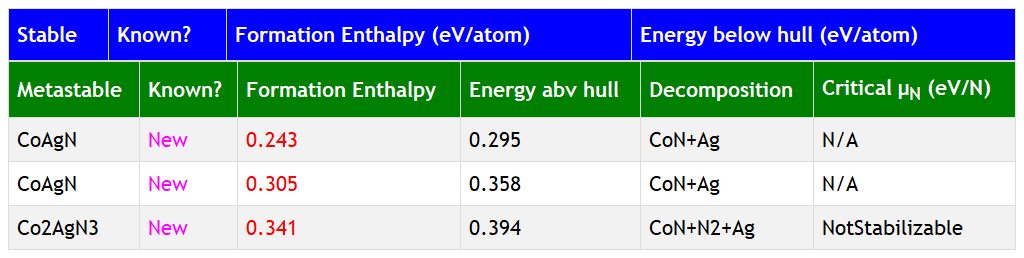 Stable Known? Formation Enthalpy (eV/atom) Energy below hull (eV/atom)
Metastable Known? Formation Enthalpy Energy abv hull Decomposition Critical μN (eV/N)
CoAgN New 0.243 0.295 CoN+Ag N/A
CoAgN New 0.305 0.358 CoN+Ag N/A
Co2AgN3 New 0.341 0.394 CoN+N2+Ag NotStabilizable